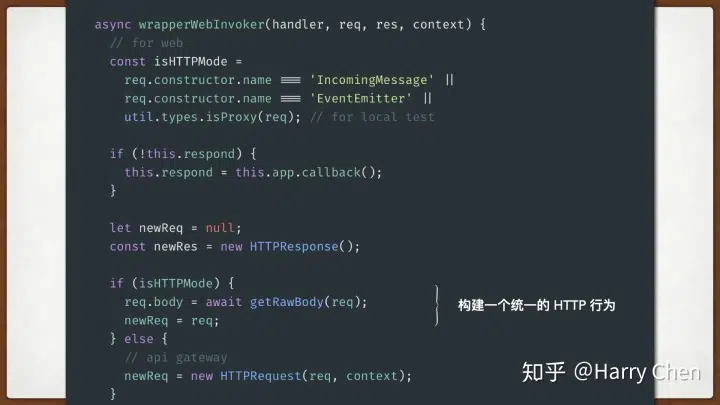 async wrapperWebInvoker(handler, req, res, context) {
// for web
const isHTTPMode =
req.constructor.name === 'IncomingMessage' ||
req.constructor.name === 'EventEmitter' ||
util.types.isProxy(req); // for local test
if (!this.respond) {
this.respond = this.app.callback();
}
let newReq = null;
const newRes = new HTTPResponse();
if (isHTTPMode) {
req.body = await getRawBody(req);
构建一个统一的 HTTP 行为
newReq = req;
} else {
// api gateway
newReq = new HTTPRequest(req, context);
}
知乎 @Harry Chen